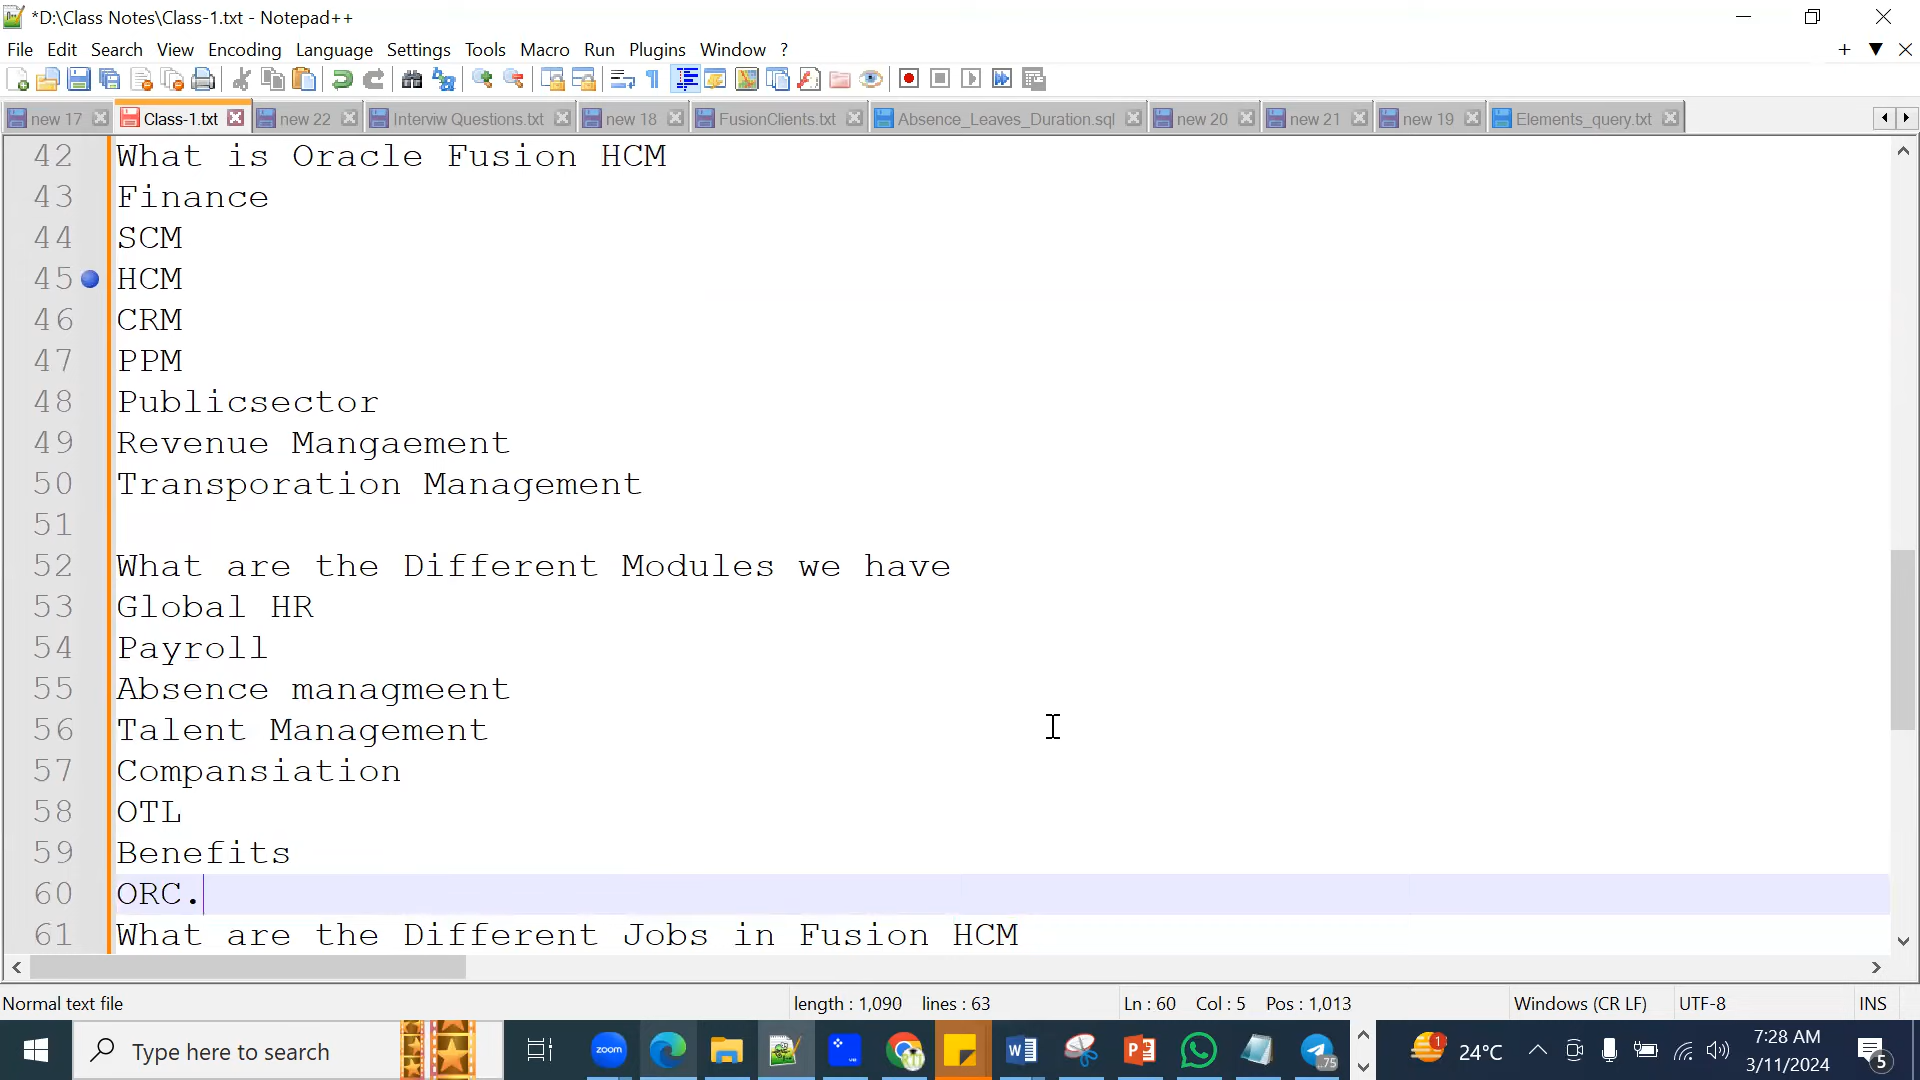 *D:\Class Notes\Class-1.txt - Notepad++
File Edit Search View Encoding Language Settings Tools Macro Run Plugins Window ?
new 17 Class-1.txt new 22 Interviw Questions.txt new 18 FusionClients.txt Absence_Leaves_Duration.sql new 20 new 21 new 19 Elements_query.txt
42 What is Oracle Fusion HCM
43 Finance
44 SCM
45 HCM
46 CRM
47 PPM
48 Publicsector
49 Revenue Mangaement
50 Transporation Management
51
52 What are the Different Modules we have
53 Global HR
54 Payroll
55 Absence managmeent
56 Talent Management
57 Compansiation
58 OTL
59 Benefits
60 ORC.
61 What are the Different Jobs in Fusion HCM
Normal text file length : 1,090 lines : 63 Ln : 60 Col : 5 Pos : 1,013 Windows (CR LF) UTF-8 INS
Type here to search zoom ..75 1 24°C 7:28 AM 5
3/11/2024